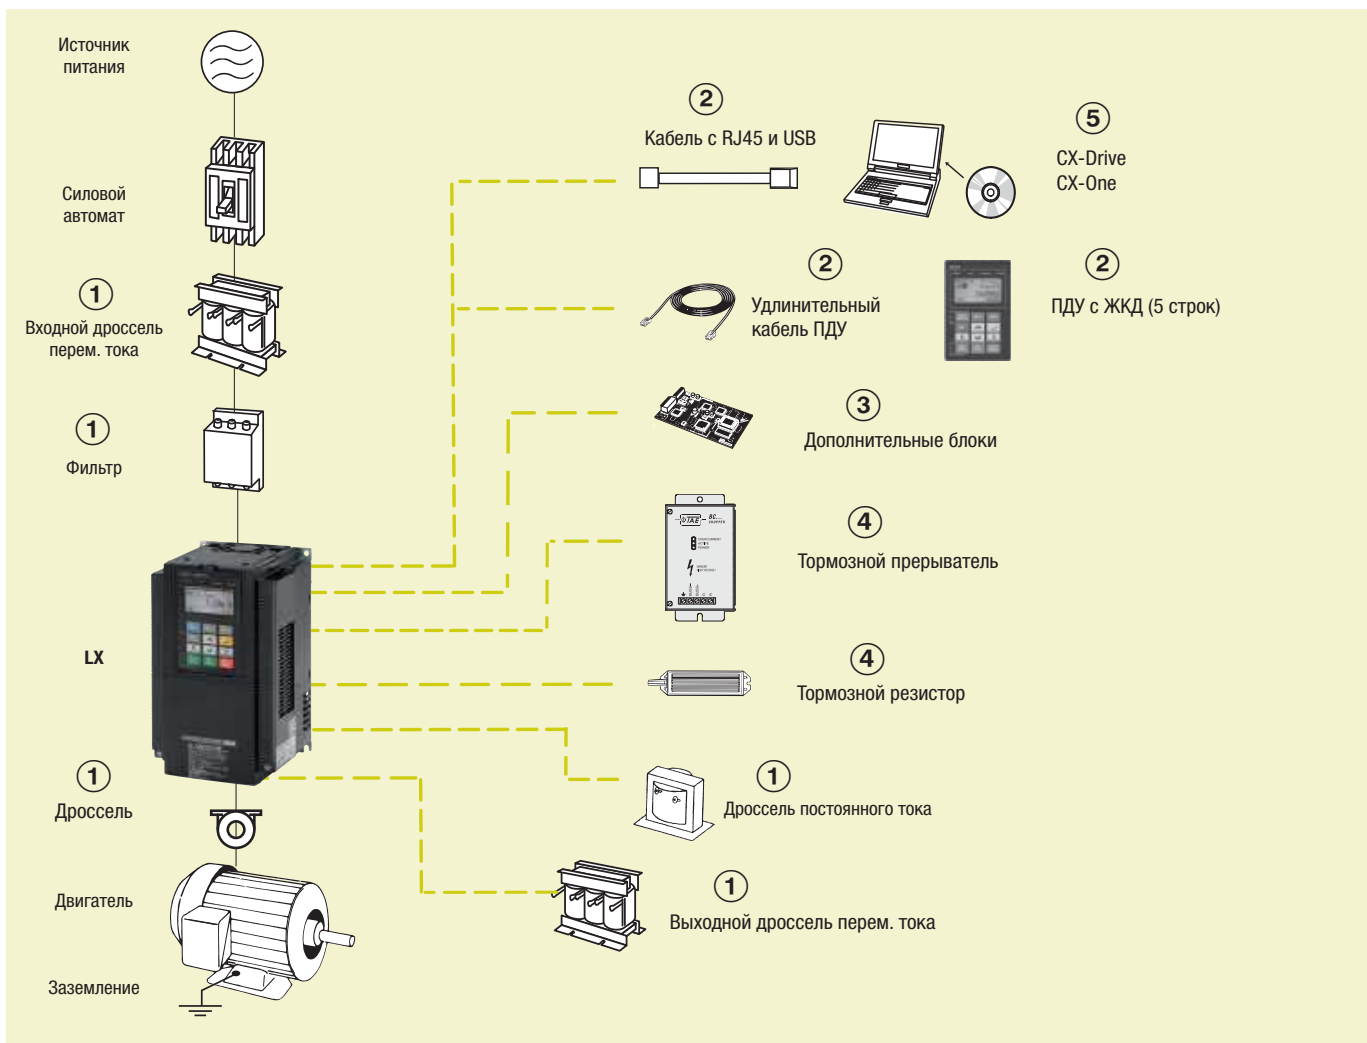 Источник
питания
Силовой
автомат
1
Входной дроссель
перем. тока
1
Фильтр
LX
1
Дроссель
Двигатель
Заземление
2
Кабель с RJ45 и USB
5
CX-Drive
CX-One
2
Удлинительный
кабель ПДУ
2
ПДУ с ЖКД (5 строк)
3
Дополнительные блоки
4
Тормозной прерыватель
4
Тормозной резистор
1
Дроссель постоянного тока
1
Выходной дроссель перем. тока